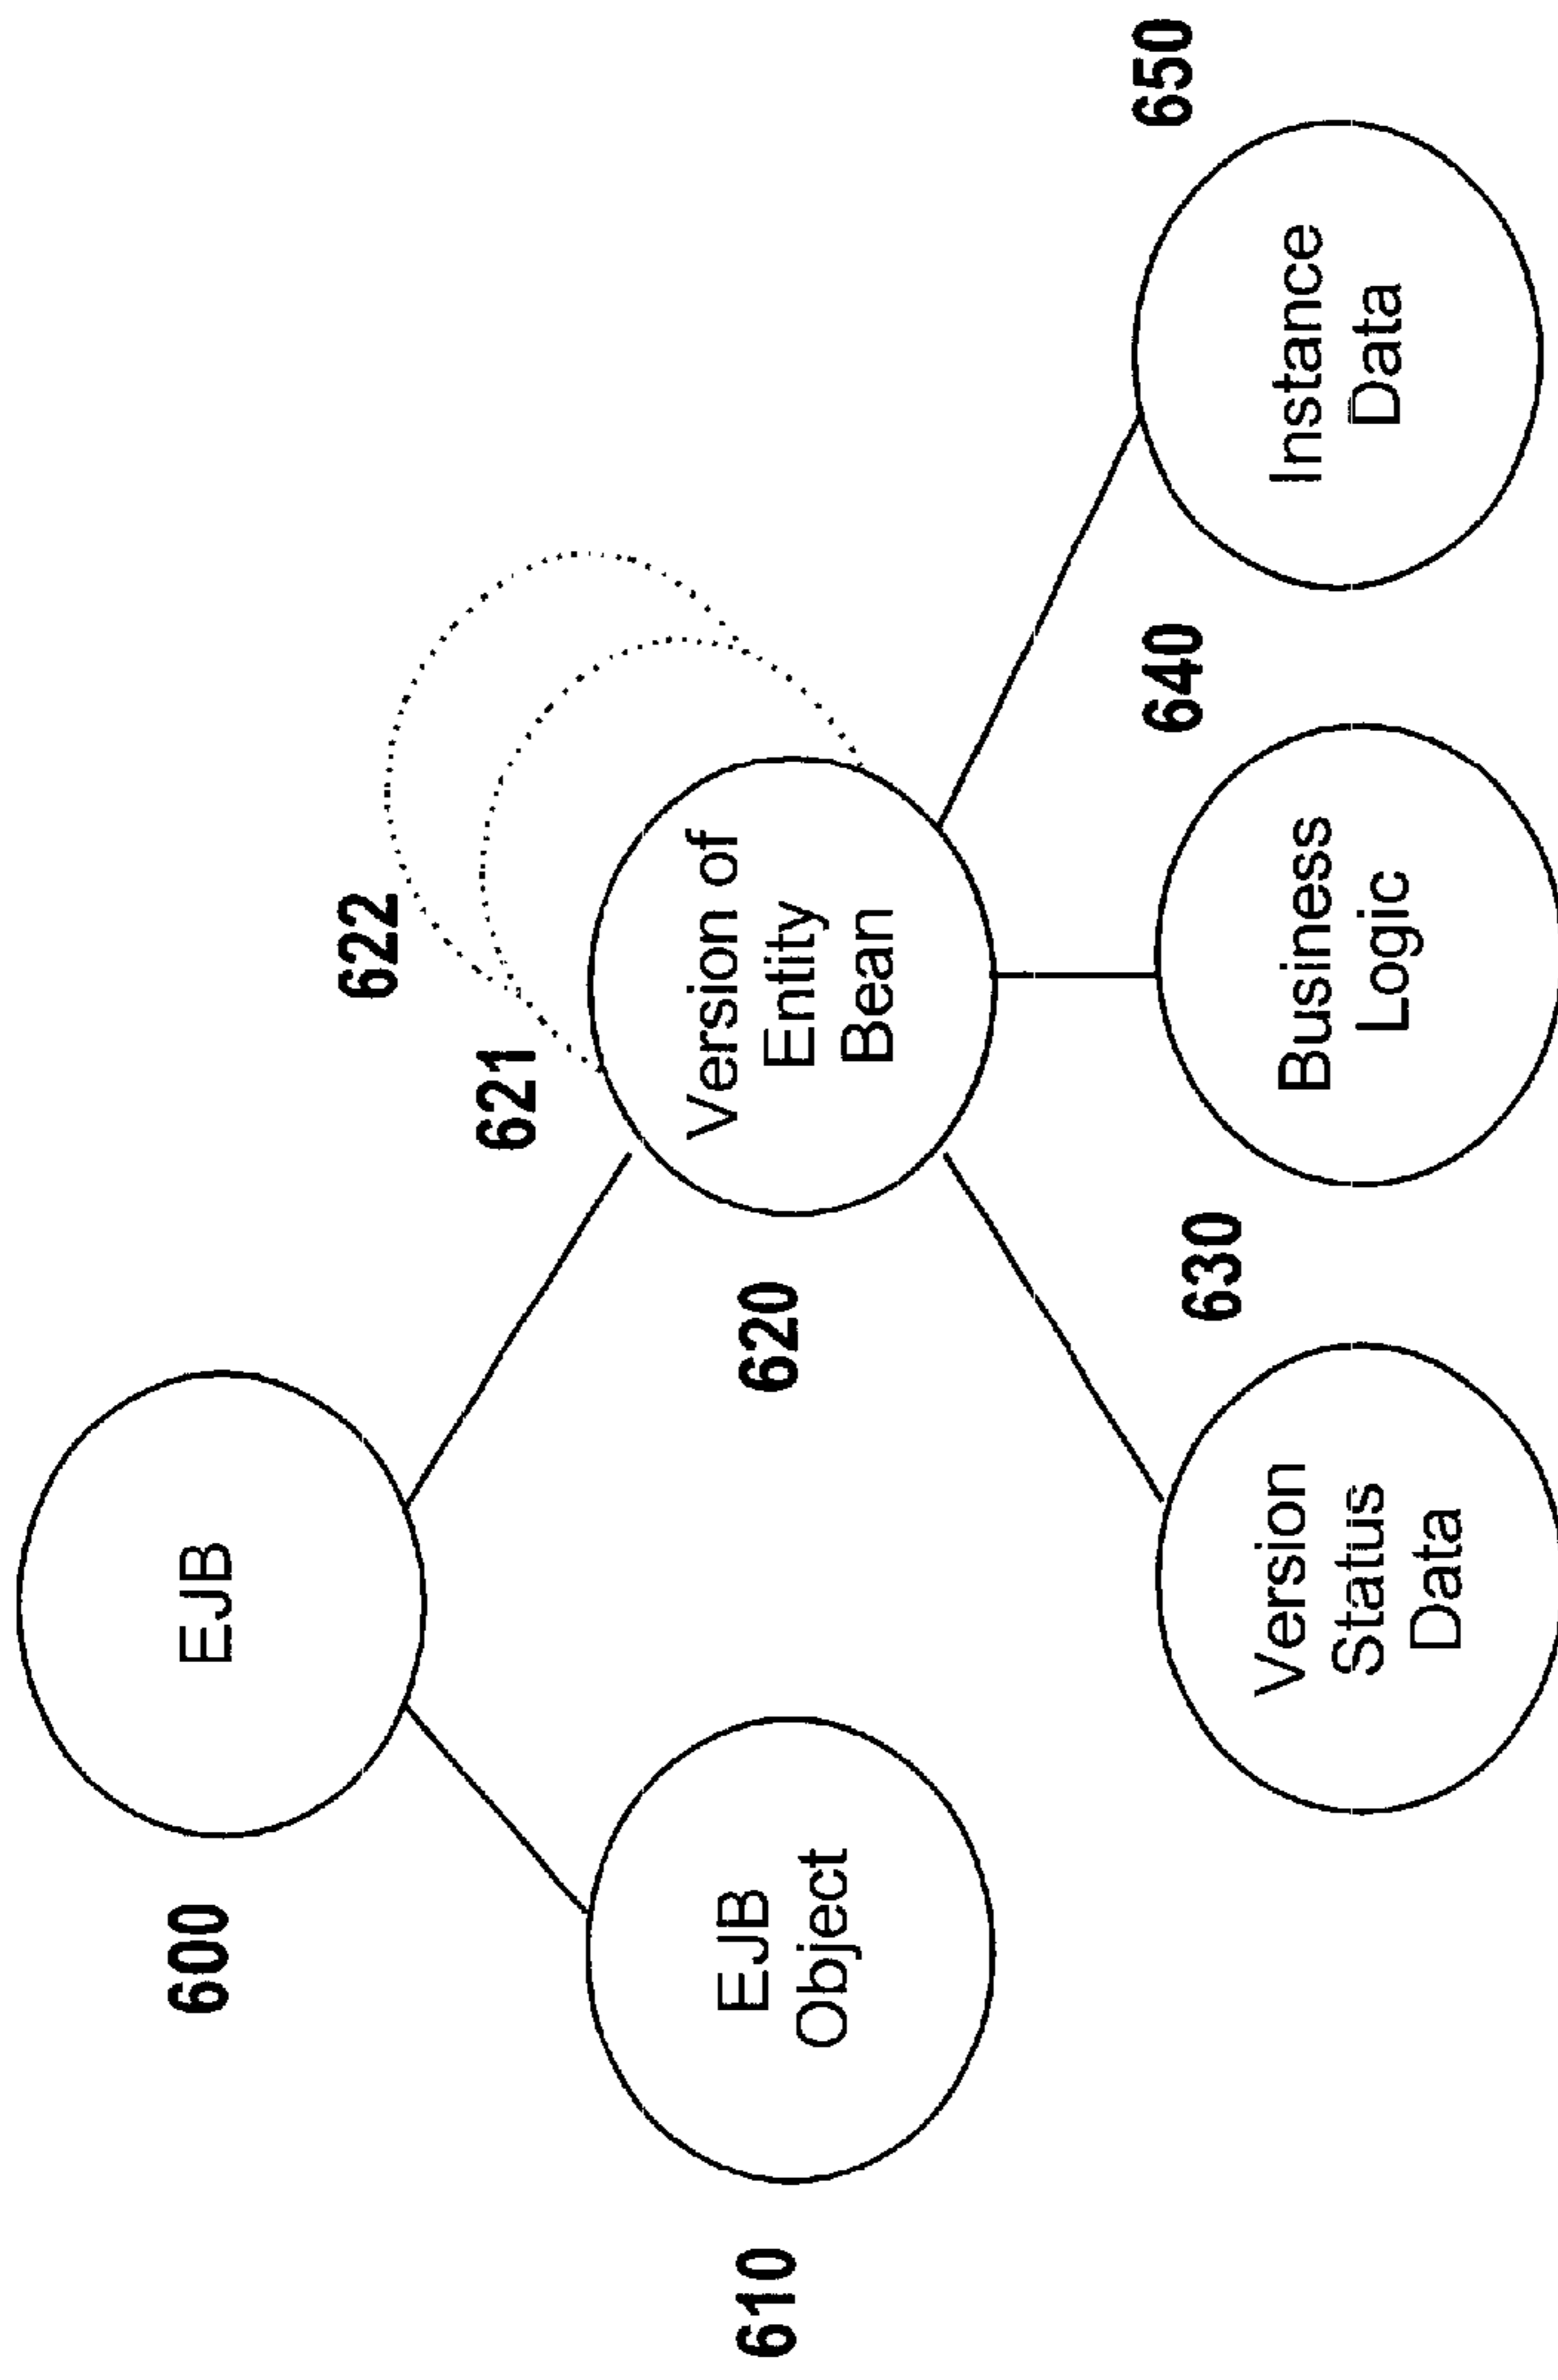 600
EJB
622
621
610
EJB
Object
620
Version of
Entity
Bean
630
Version
Status
Data
640
Business
Logic
650
Instance
Data